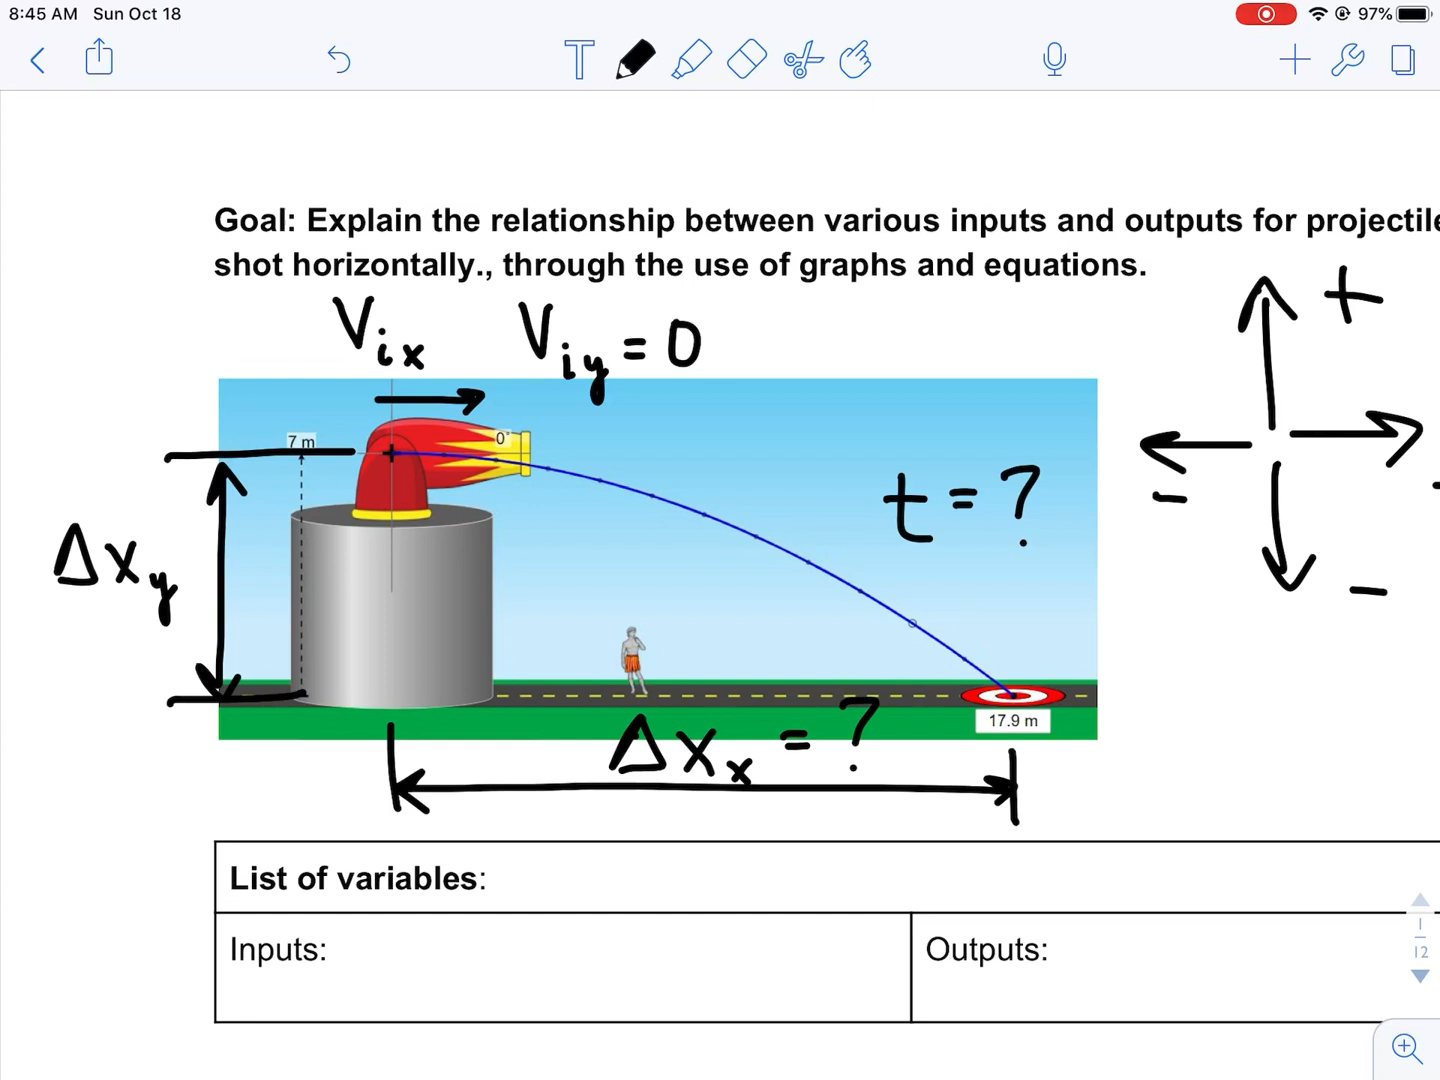 8:45 AM Sun Oct 18
97%
T
Goal: Explain the relationship between various inputs and outputs for projectile
shot horizontally., through the use of graphs and equations.
+
Vix Viy = 0
7 m
0°
t = ?
Δxy
-
-
Δxx = ?
17.9 m
List of variables:
Inputs:
Outputs:
1
12